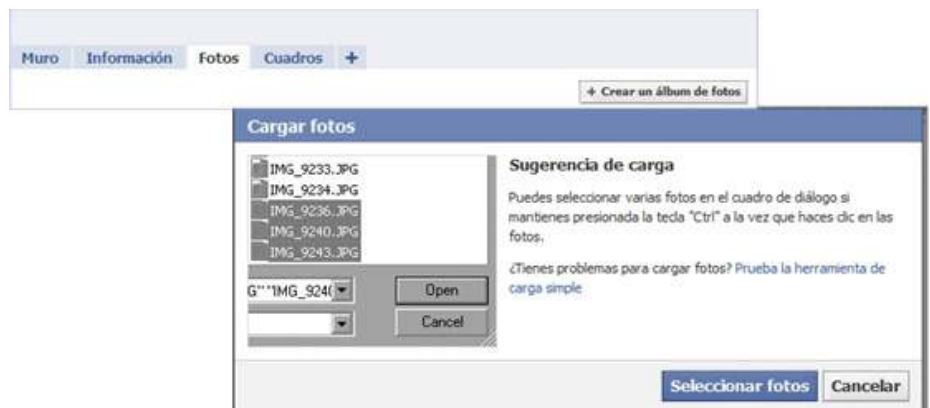 Muro Información Fotos Cuadros +
+ Crear un álbum de fotos
Cargar fotos
IMG_9233.JPG
IMG_9234.JPG
IMG_9236.JPG
IMG_9240.JPG
IMG_9243.JPG
G""IMG_924(
Open
Cancel
Sugerencia de carga
Puedes seleccionar varias fotos en el cuadro de diálogo si
mantienes presionada la tecla "Ctrl" a la vez que haces clic en las
fotos.
¿Tienes problemas para cargar fotos? Prueba la herramienta de
carga simple
Seleccionar fotos Cancelar